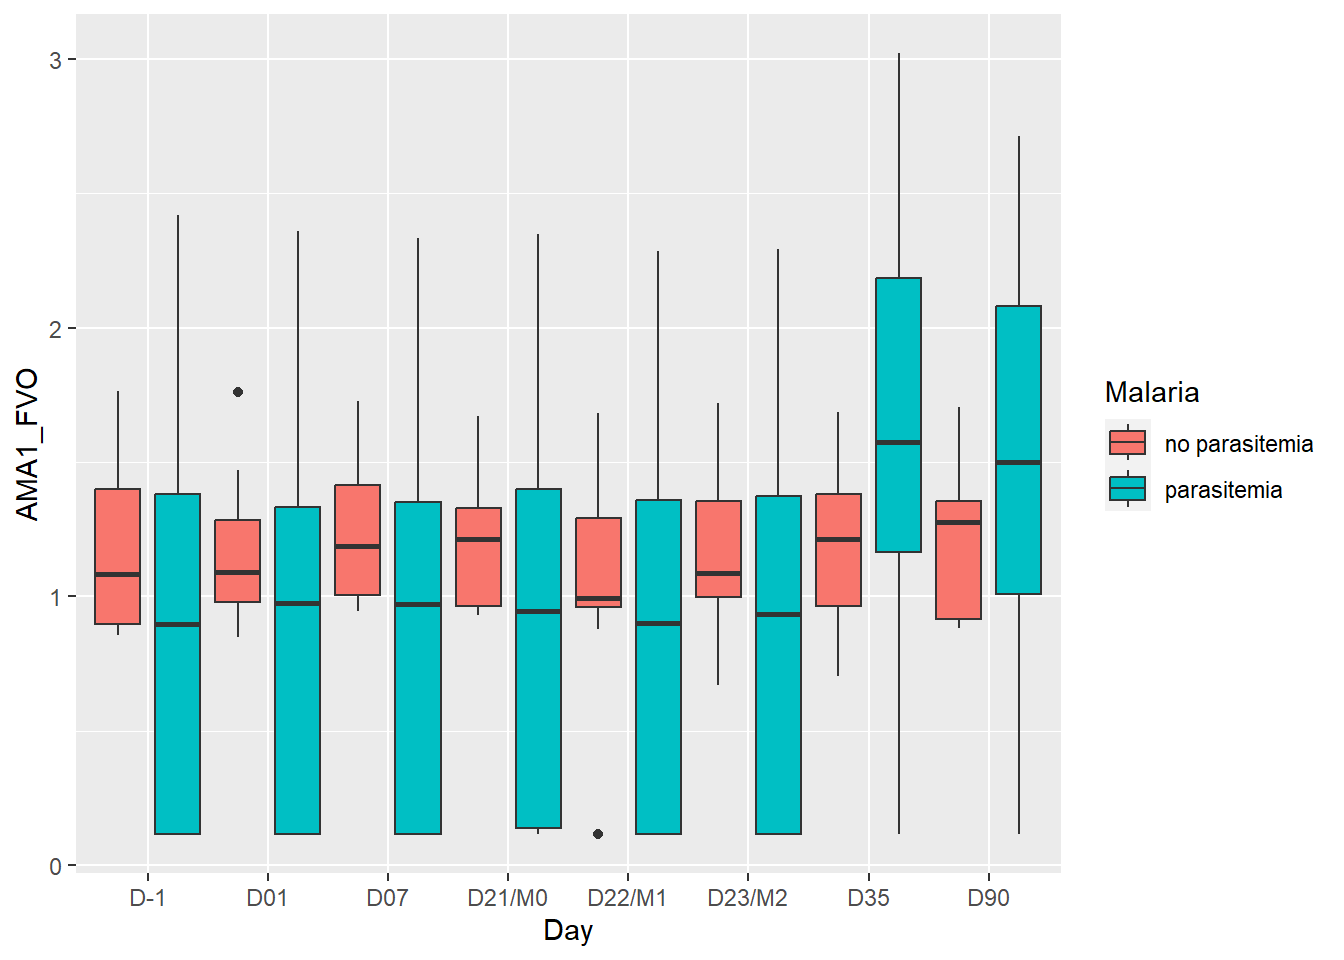 3
2
1
0
AMA1_FVO
D-1 D01 D07 D21/M0 D22/M1 D23/M2 D35 D90
Day
Malaria
no parasitemia
parasitemia